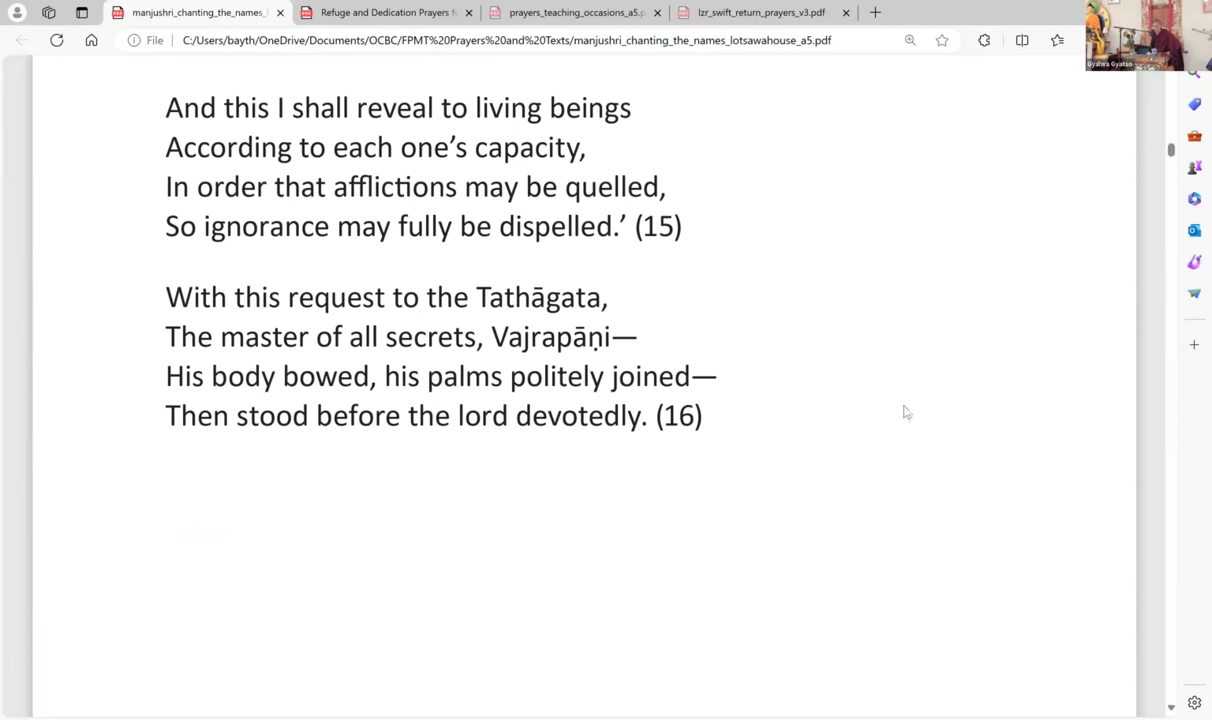 manjushri_chanting_the_names_l
Refuge and Dedication Prayers f
prayers_teaching_occasions_a5.p
lzr_swift_return_prayers_v3.pdf
File
C:/Users/bayth/OneDrive/Documents/OCBC/FPMT%20Prayers%20and%20Texts/manjushri_chanting_the_names_lotsawahouse_a5.pdf
Gyalwa Gyatso
And this I shall reveal to living beings
According to each one’s capacity,
In order that afflictions may be quelled,
So ignorance may fully be dispelled.’ (15)
With this request to the Tathāgata,
The master of all secrets, Vajrapāṇi—
His body bowed, his palms politely joined—
Then stood before the lord devotedly. (16)